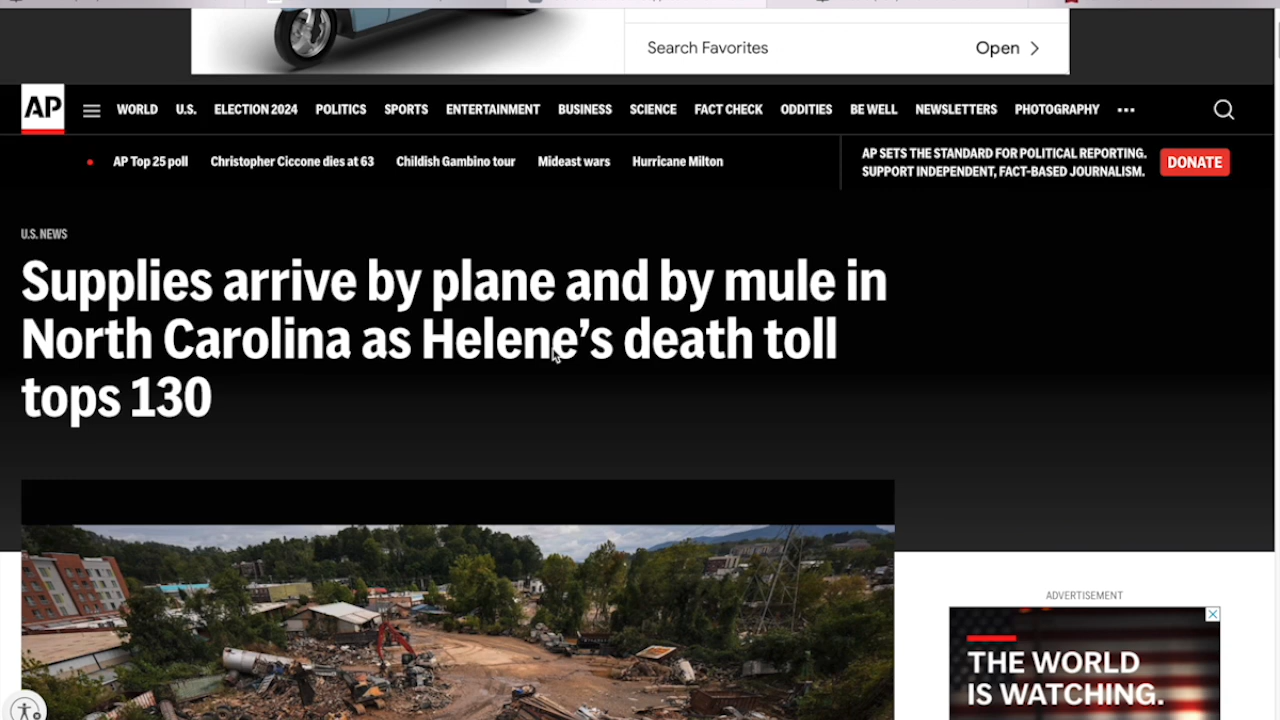 Search Favorites
Open
AP
WORLD
U.S.
ELECTION 2024
POLITICS
SPORTS
ENTERTAINMENT
BUSINESS
SCIENCE
FACT CHECK
ODDITIES
BE WELL
NEWSLETTERS
PHOTOGRAPHY
AP Top 25 poll
Christopher Ciccone dies at 63
Childish Gambino tour
Mideast wars
Hurricane Milton
AP SETS THE STANDARD FOR POLITICAL REPORTING.
SUPPORT INDEPENDENT, FACT-BASED JOURNALISM.
DONATE
U.S. NEWS
Supplies arrive by plane and by mule in
North Carolina as Helene’s death toll
tops 130
ADVERTISEMENT
THE WORLD
IS WATCHING.